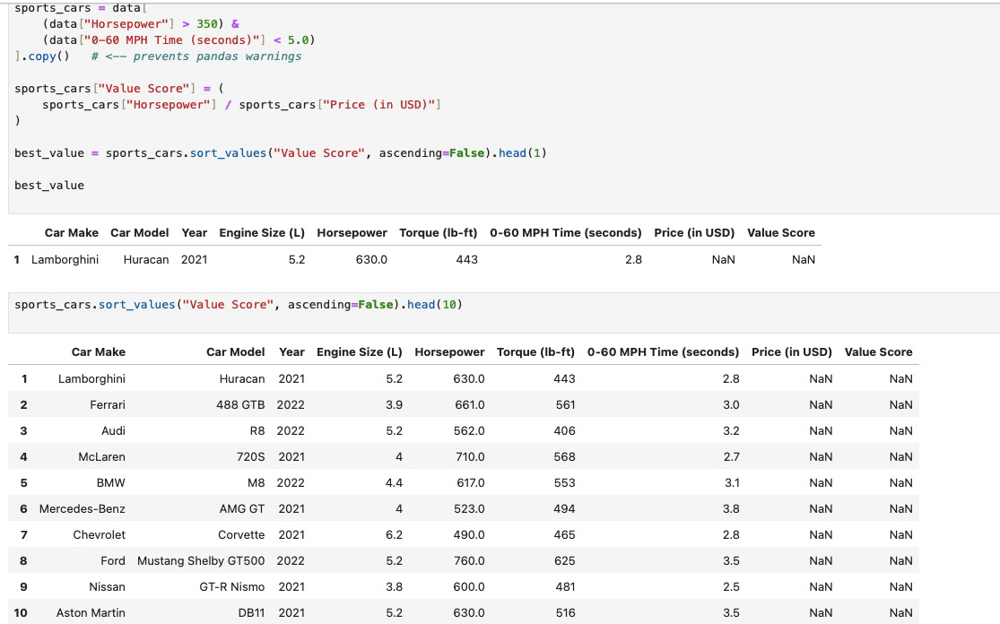 sports_cars = data[
(data["Horsepower"] > 350) &
(data["0-60 MPH Time (seconds)"] < 5.0)
].copy()   # <-- prevents pandas warnings
sports_cars["Value Score"] = (
sports_cars["Horsepower"] / sports_cars["Price (in USD)"]
)
best_value = sports_cars.sort_values("Value Score", ascending=False).head(1)
best_value
Car Make Car Model Year Engine Size (L) Horsepower Torque (lb-ft) 0-60 MPH Time (seconds) Price (in USD) Value Score
1 Lamborghini Huracan 2021 5.2 630.0 443 2.8 NaN NaN
sports_cars.sort_values("Value Score", ascending=False).head(10)
Car Make Car Model Year Engine Size (L) Horsepower Torque (lb-ft) 0-60 MPH Time (seconds) Price (in USD) Value Score
1 Lamborghini Huracan 2021 5.2 630.0 443 2.8 NaN NaN
2 Ferrari 488 GTB 2022 3.9 661.0 561 3.0 NaN NaN
3 Audi R8 2022 5.2 562.0 406 3.2 NaN NaN
4 McLaren 720S 2021 4 710.0 568 2.7 NaN NaN
5 BMW M8 2022 4.4 617.0 553 3.1 NaN NaN
6 Mercedes-Benz AMG GT 2021 4 523.0 494 3.8 NaN NaN
7 Chevrolet Corvette 2021 6.2 490.0 465 2.8 NaN NaN
8 Ford Mustang Shelby GT500 2022 5.2 760.0 625 3.5 NaN NaN
9 Nissan GT-R Nismo 2021 3.8 600.0 481 2.5 NaN NaN
10 Aston Martin DB11 2021 5.2 630.0 516 3.5 NaN NaN